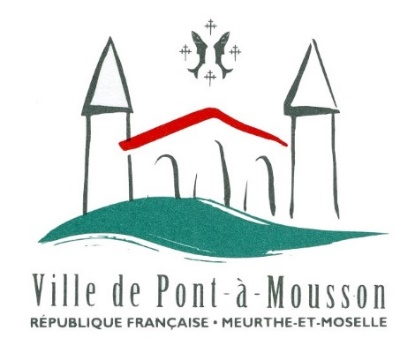 Ville de Pont-à-Mousson
RÉPUBLIQUE FRANÇAISE • MEURTHE-ET-MOSELLE